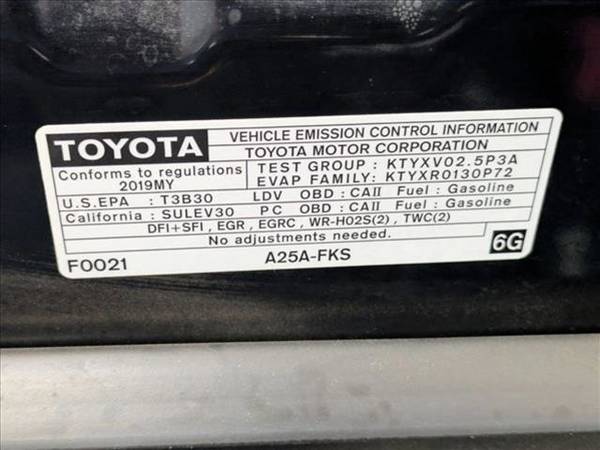 TOYOTA VEHICLE EMISSION CONTROL INFORMATION
TOYOTA MOTOR CORPORATION
Conforms to regulations TEST GROUP : KTYXV02.5P3A
2019MY EVAP FAMILY: KTYXR0130P72
U.S.EPA : T3B30 LDV OBD : CAII Fuel : Gasoline
California : SULEV30 PC OBD : CAII Fuel : Gasoline
DFI+SFI , EGR , EGRC , WR-HO2S(2) , TWC(2)
No adjustments needed.
F0021 A25A-FKS 6G